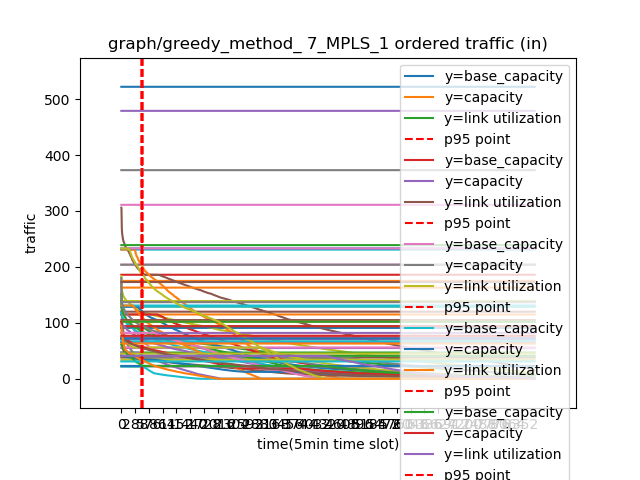 graph/greedy_method_ 7_MPLS_1 ordered traffic (in)
traffic
500
400
300
200
100
0
time(5min time slot)
y=base_capacity
y=capacity
y=link utilization
p95 point
y=base_capacity
y=capacity
y=link utilization
p95 point
y=base_capacity
y=capacity
y=link utilization
p95 point
y=base_capacity
y=capacity
y=link utilization
p95 point
y=base_capacity
y=capacity
y=link utilization
p95 point